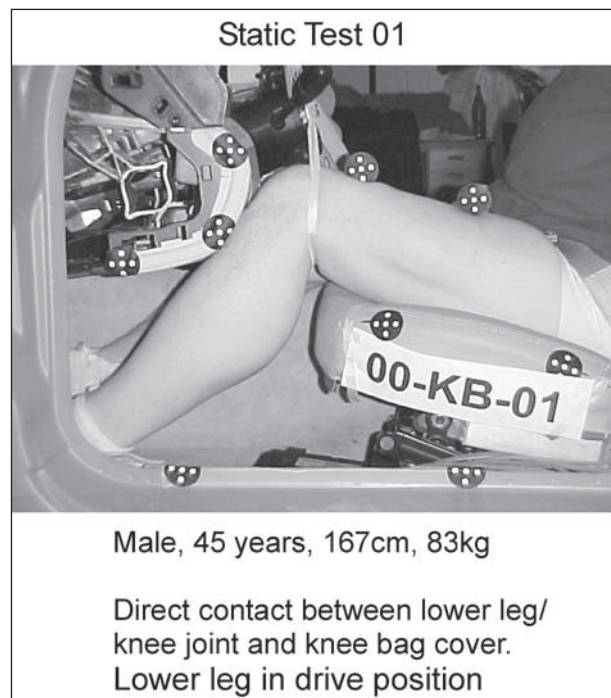 Static Test 01
00-KB-01
Male, 45 years, 167cm, 83kg
Direct contact between lower leg/
knee joint and knee bag cover.
Lower leg in drive position